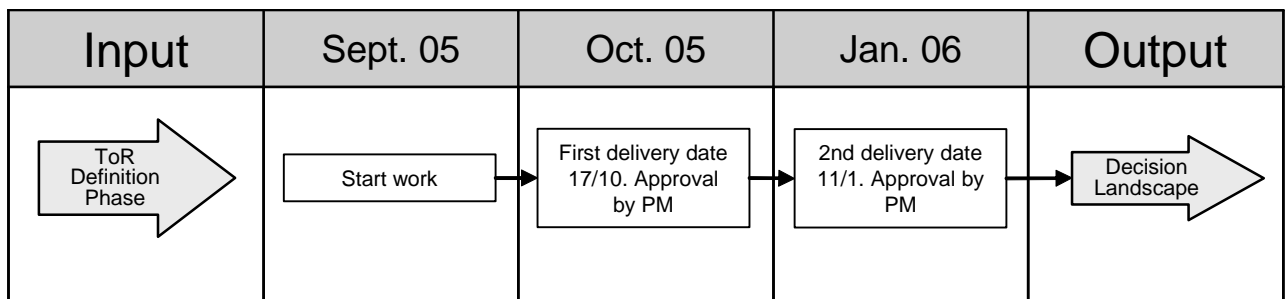 Input
Sept. 05
Oct. 05
Jan. 06
Output
ToR
Definition
Phase
Start work
First delivery date
17/10. Approval
by PM
2nd delivery date
11/1. Approval by
PM
Decision
Landscape